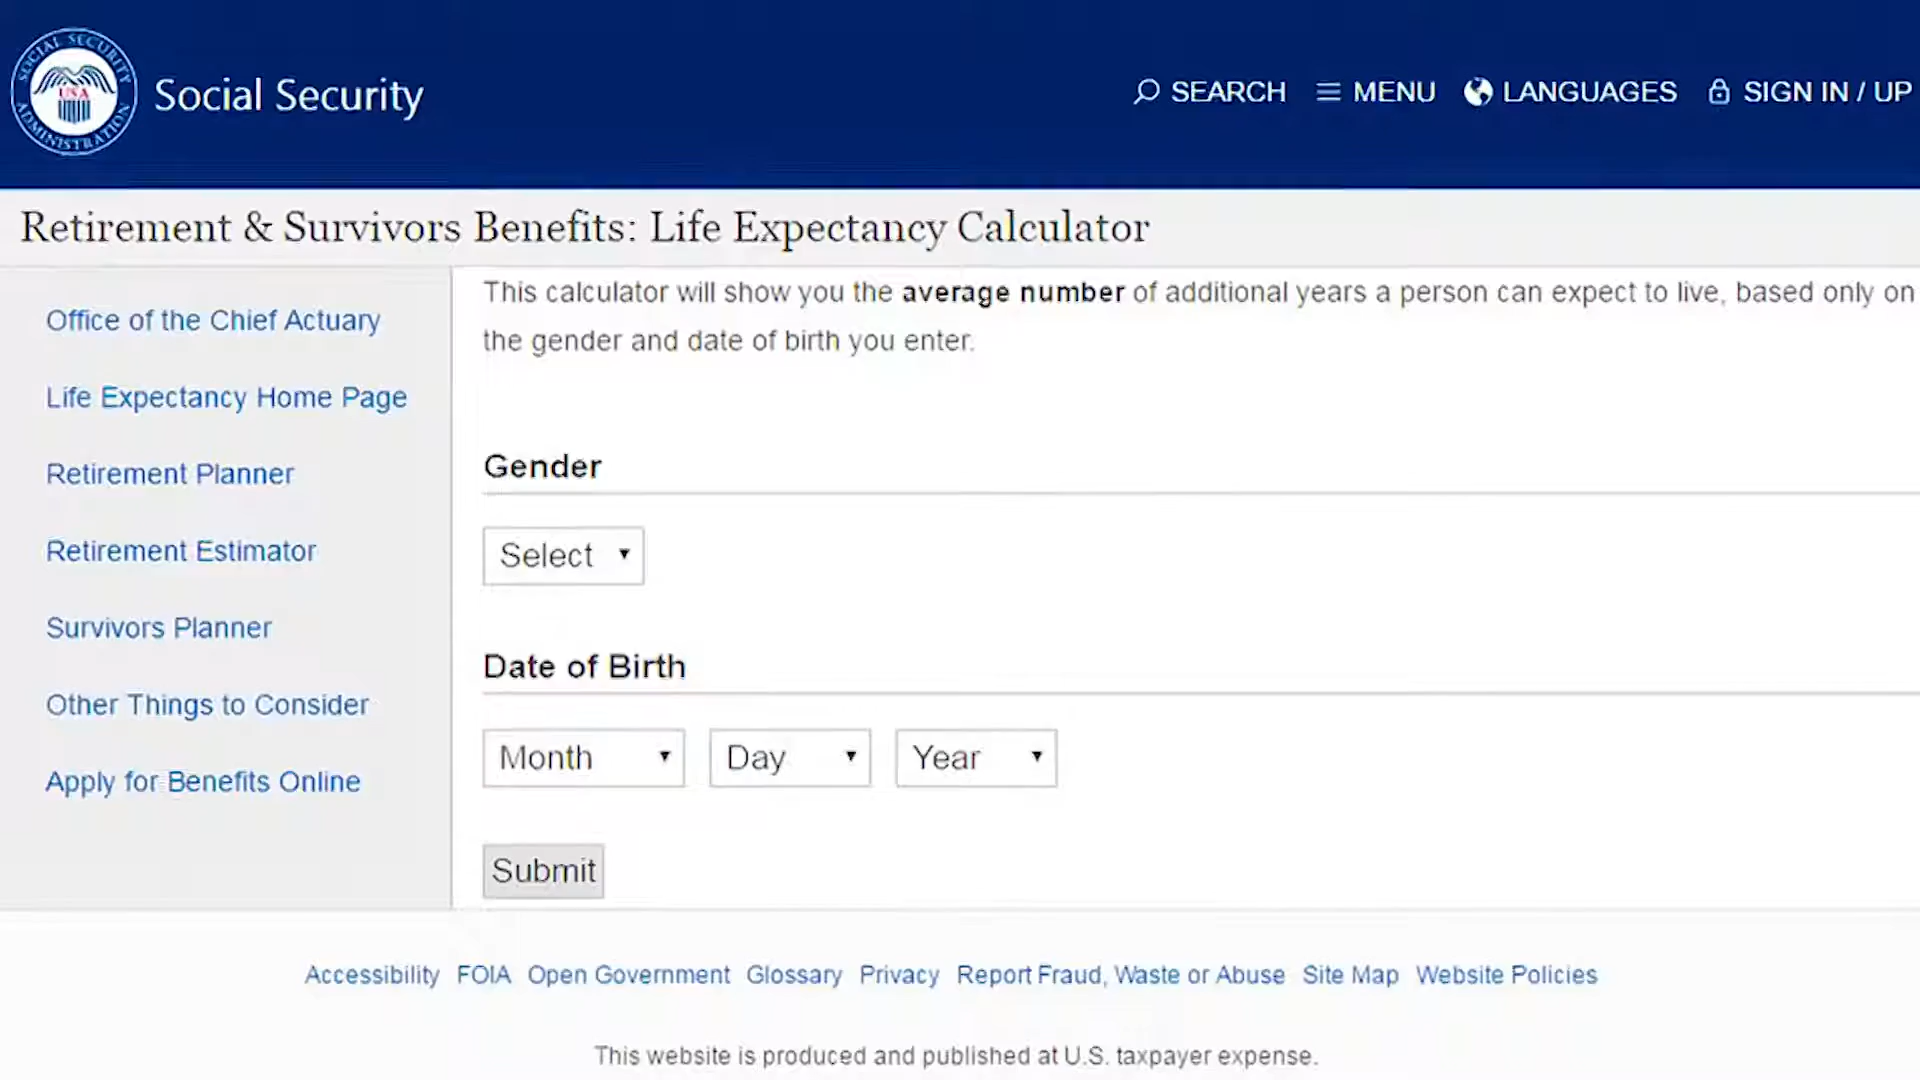 SOCIAL SECURITY
USA
ADMINISTRATION
Social Security
SEARCH
MENU
LANGUAGES
SIGN IN / UP
Retirement & Survivors Benefits: Life Expectancy Calculator
Office of the Chief Actuary
Life Expectancy Home Page
Retirement Planner
Retirement Estimator
Survivors Planner
Other Things to Consider
Apply for Benefits Online
This calculator will show you the average number of additional years a person can expect to live, based only on
the gender and date of birth you enter.
Gender
Select
Date of Birth
Month Day Year
Submit
Accessibility FOIA Open Government Glossary Privacy Report Fraud, Waste or Abuse Site Map Website Policies
This website is produced and published at U.S. taxpayer expense.